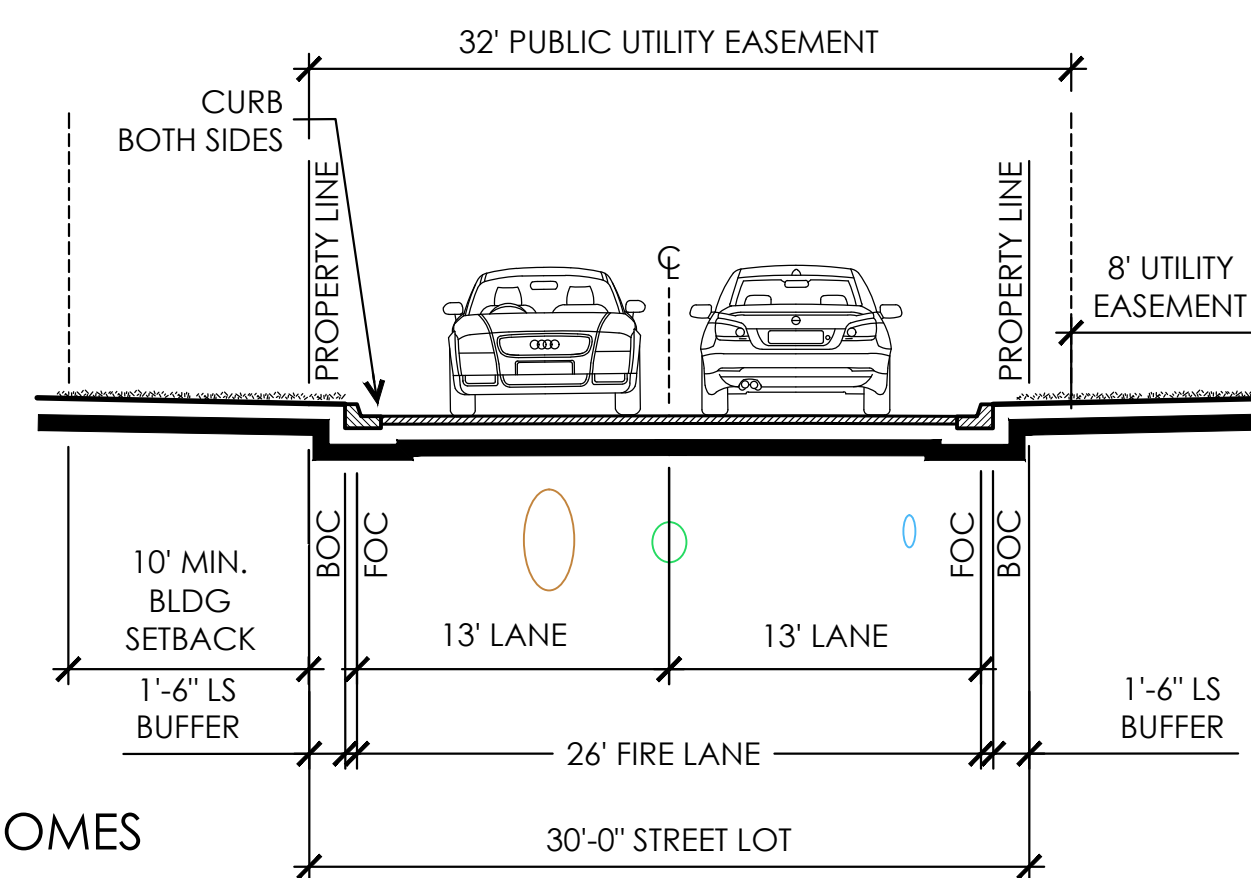 32' PUBLIC UTILITY EASEMENT
CURB
BOTH SIDES
PROPERTY LINE
℄
PROPERTY LINE
8' UTILITY
EASEMENT
BOC
FOC
FOC
BOC
10' MIN.
BLDG
SETBACK
13' LANE
13' LANE
1'-6" LS
BUFFER
1'-6" LS
BUFFER
26' FIRE LANE
OMES
30'-0" STREET LOT